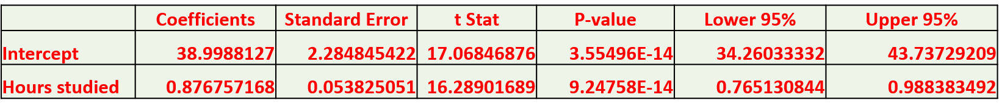 Coefficients Standard Error t Stat P-value Lower 95% Upper 95%
Intercept 38.9988127 2.284845422 17.06846876 3.55496E-14 34.26033332 43.73729209
Hours studied 0.876757168 0.053825051 16.28901689 9.24758E-14 0.765130844 0.988383492